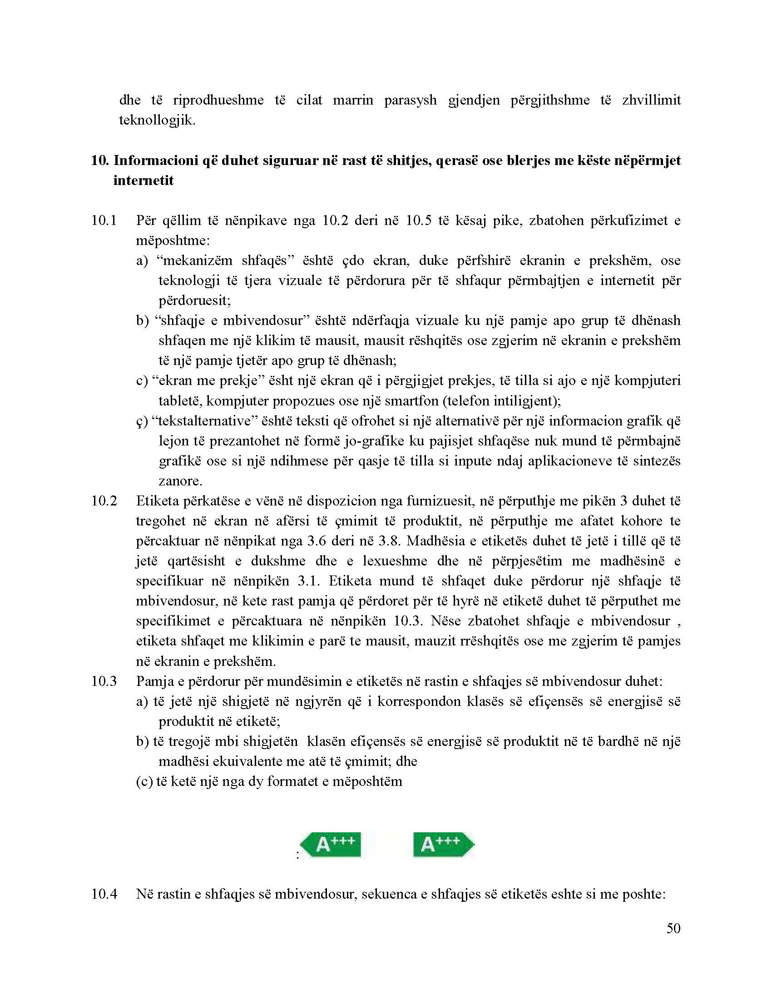 dhe të riprodhueshme të cilat marrin parasysh gjendjen përgjithshme të zhvillimit
teknollogjik.
10. Informacioni që duhet siguruar në rast të shitjes, qerasë ose blerjes me këste nëpërmjet
internetit
10.1 Për qëllim të nënpikave nga 10.2 deri në 10.5 të kësaj pike, zbatohen përkufizimet e
mëposhtme:
a) “mekanizëm shfaqës” është çdo ekran, duke përfshirë ekranin e prekshëm, ose
teknologji të tjera vizuale të përdorura për të shfaqur përmbajtjen e internetit për
përdoruesit;
b) “shfaqje e mbivendosur” është ndërfaqja vizuale ku një pamje apo grup të dhënash
shfaqen me një klikim të mausit, mausit rëshqitës ose zgjerim në ekranin e prekshëm
të një pamje tjetër apo grup të dhënash;
c) “ekran me prekje” ësht një ekran që i përgjigjet prekjes, të tilla si ajo e një kompjuteri
tabletë, kompjuter propozues ose një smartfon (telefon intiligjent);
ç) “tekstalternative” është teksti që ofrohet si një alternativë për një informacion grafik që
lejon të prezantohet në formë jo-grafike ku pajisjet shfaqëse nuk mund të përmbajnë
grafikë ose si një ndihmese për qasje të tilla si inpute ndaj aplikacioneve të sintezës
zanore.
10.2 Etiketa përkatëse e vënë në dispozicion nga furnizuesit, në përputhje me pikën 3 duhet të
tregohet në ekran në afërsi të çmimit të produktit, në përputhje me afatet kohore te
përcaktuar në nënpikat nga 3.6 deri në 3.8. Madhësia e etiketës duhet të jetë i tillë që të
jetë qartësisht e dukshme dhe e lexueshme dhe në përpjesëtim me madhësinë e
specifikuar në nënpikën 3.1. Etiketa mund të shfaqet duke përdorur një shfaqje të
mbivendosur, në kete rast pamja që përdoret për të hyrë në etiketë duhet të përputhet me
specifikimet e përcaktuara në nënpikën 10.3. Nëse zbatohet shfaqje e mbivendosur ,
etiketa shfaqet me klikimin e parë te mausit, mauzit rrëshqitës ose me zgjerim të pamjes
në ekranin e prekshëm.
10.3 Pamja e përdorur për mundësimin e etiketës në rastin e shfaqjes së mbivendosur duhet:
a) të jetë një shigjetë në ngjyrën që i korrespondon klasës së efiçensës së energjisë së
produktit në etiketë;
b) të tregojë mbi shigjetën klasën efiçensës së energjisë së produktit në të bardhë në një
madhësi ekuivalente me atë të çmimit; dhe
(c) të ketë një nga dy formatet e mëposhtëm
: A+++ A+++
10.4 Në rastin e shfaqjes së mbivendosur, sekuenca e shfaqjes së etiketës eshte si me poshte:
50